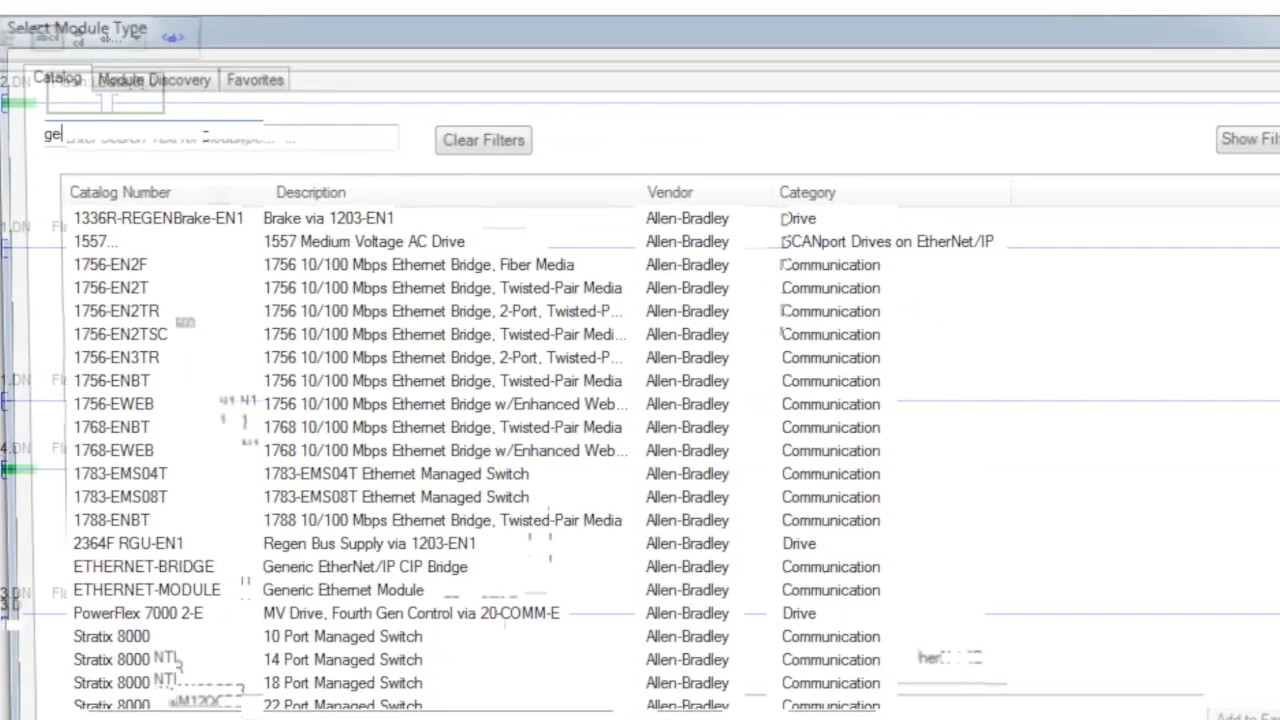 Select Module Type
Catalog Module Discovery Favorites
ge
Clear Filters
Show Fil
Catalog Number Description Vendor Category
1336R-REGENBrake-EN1 Brake via 1203-EN1 Allen-Bradley Drive
1557... 1557 Medium Voltage AC Drive Allen-Bradley SCANport Drives on EtherNet/IP
1756-EN2F 1756 10/100 Mbps Ethernet Bridge, Fiber Media Allen-Bradley Communication
1756-EN2T 1756 10/100 Mbps Ethernet Bridge, Twisted-Pair Media Allen-Bradley Communication
1756-EN2TR 1756 10/100 Mbps Ethernet Bridge, 2-Port, Twisted-P... Allen-Bradley Communication
1756-EN2TSC 1756 10/100 Mbps Ethernet Bridge, Twisted-Pair Medi... Allen-Bradley Communication
1756-EN3TR 1756 10/100 Mbps Ethernet Bridge, 2-Port, Twisted-P... Allen-Bradley Communication
1756-ENBT 1756 10/100 Mbps Ethernet Bridge, Twisted-Pair Media Allen-Bradley Communication
1756-EWEB 1756 10/100 Mbps Ethernet Bridge w/Enhanced Web... Allen-Bradley Communication
1768-ENBT 1768 10/100 Mbps Ethernet Bridge, Twisted-Pair Media Allen-Bradley Communication
1768-EWEB 1768 10/100 Mbps Ethernet Bridge w/Enhanced Web... Allen-Bradley Communication
1783-EMS04T 1783-EMS04T Ethernet Managed Switch Allen-Bradley Communication
1783-EMS08T 1783-EMS08T Ethernet Managed Switch Allen-Bradley Communication
1788-ENBT 1788 10/100 Mbps Ethernet Bridge, Twisted-Pair Media Allen-Bradley Communication
2364F RGU-EN1 Regen Bus Supply via 1203-EN1 Allen-Bradley Drive
ETHERNET-BRIDGE Generic EtherNet/IP CIP Bridge Allen-Bradley Communication
ETHERNET-MODULE Generic Ethernet Module Allen-Bradley Communication
PowerFlex 7000 2-E MV Drive, Fourth Gen Control via 20-COMM-E Allen-Bradley Drive
Stratix 8000 10 Port Managed Switch Allen-Bradley Communication
Stratix 8000 14 Port Managed Switch Allen-Bradley Communication
Stratix 8000 18 Port Managed Switch Allen-Bradley Communication
Stratix 8000 22 Port Managed Switch Allen-Bradley Communication